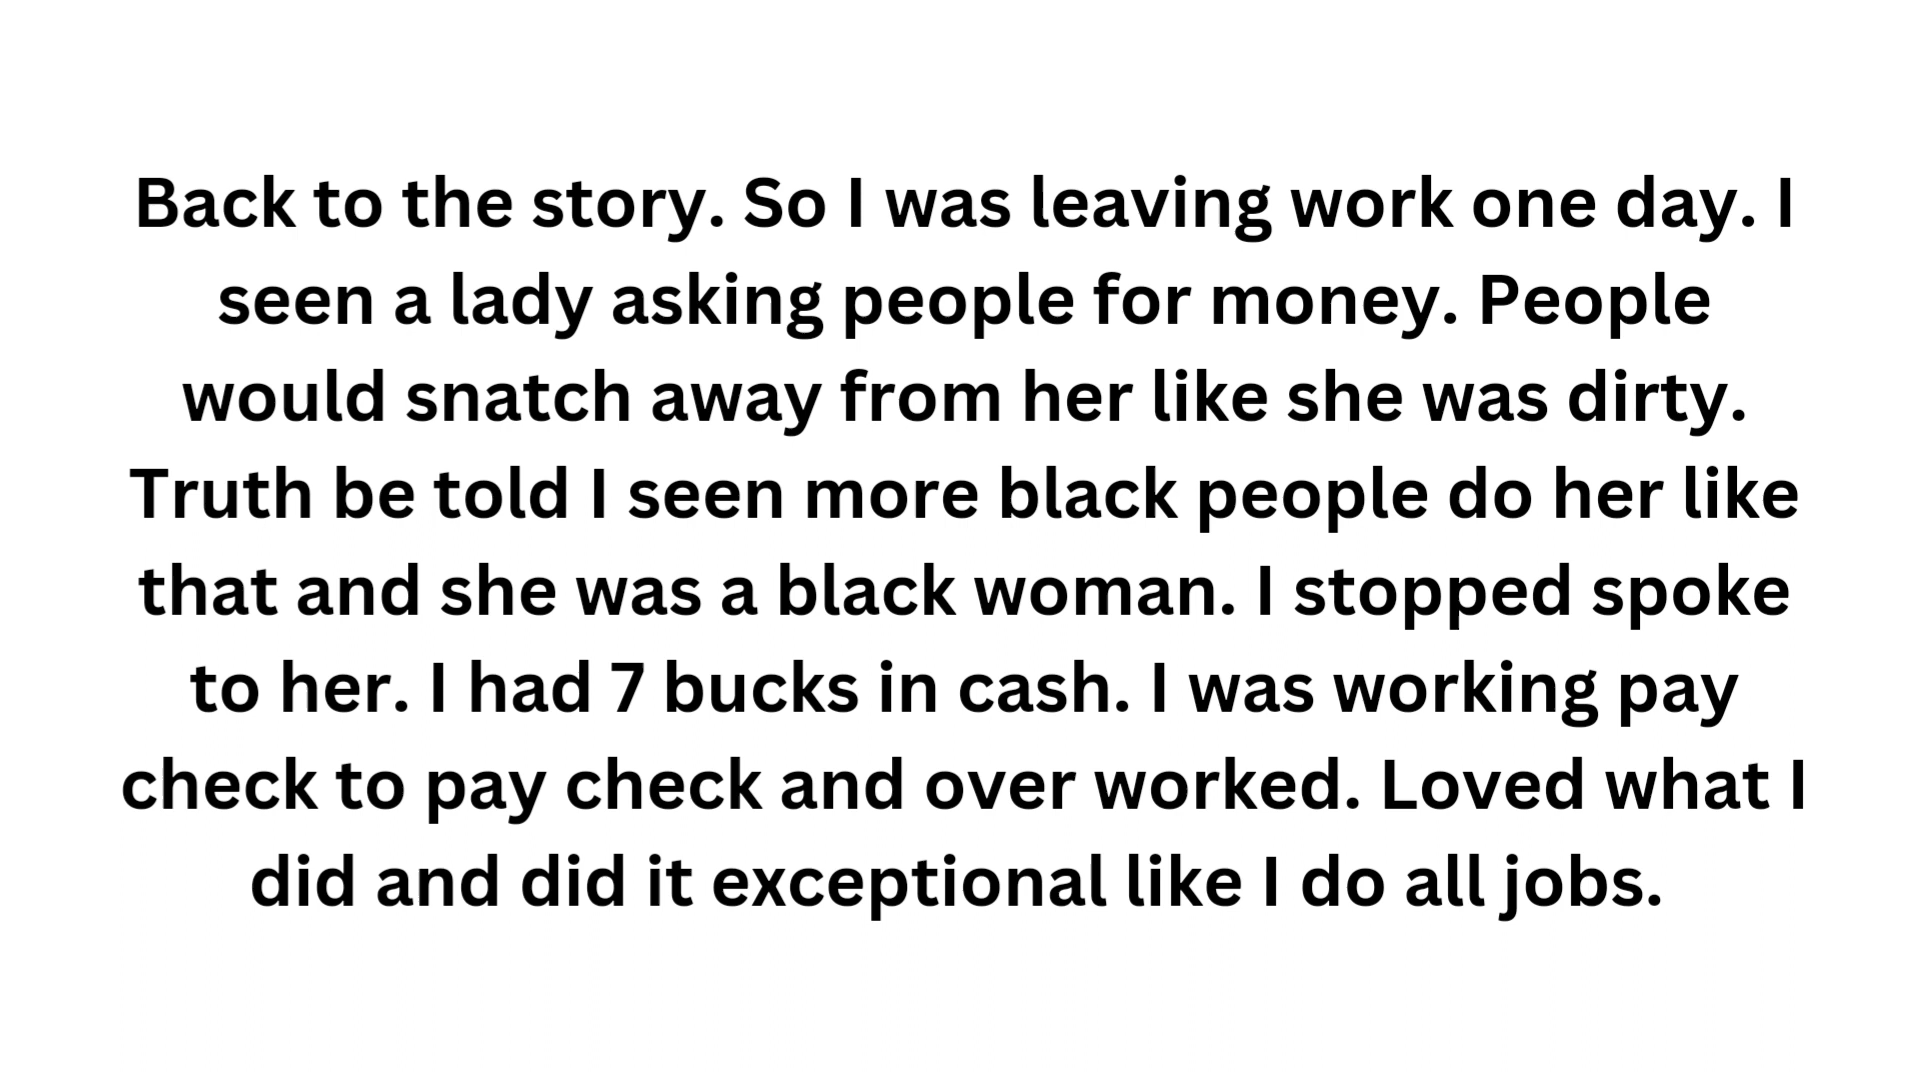 Back to the story. So I was leaving work one day. I
seen a lady asking people for money. People
would snatch away from her like she was dirty.
Truth be told I seen more black people do her like
that and she was a black woman. I stopped spoke
to her. I had 7 bucks in cash. I was working pay
check to pay check and over worked. Loved what I
did and did it exceptional like I do all jobs.